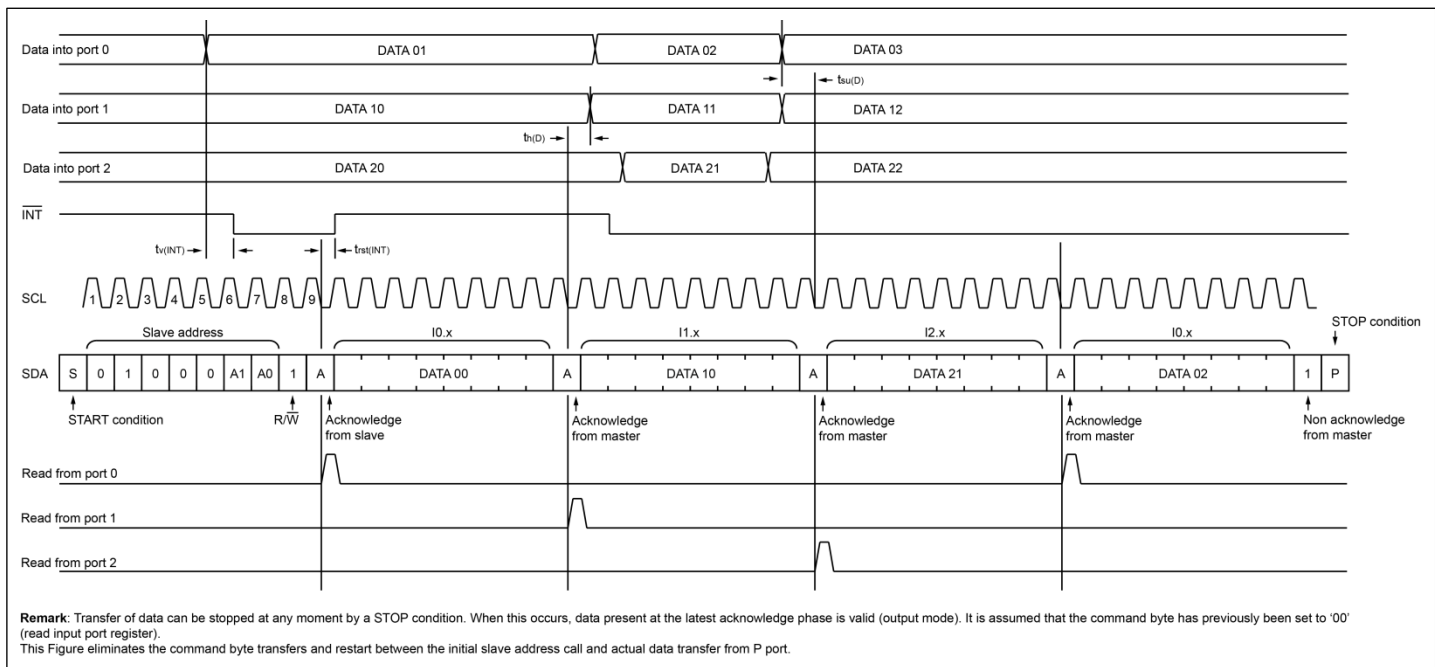 Data into port 0 DATA 01 DATA 02 DATA 03
tsu(D)
Data into port 1 DATA 10 DATA 11 DATA 12
th(D)
Data into port 2 DATA 20 DATA 21 DATA 22
INT
tv(INT) trst(INT)
SCL 1 2 3 4 5 6 7 8 9
Slave address I0.x I1.x I2.x I0.x STOP condition
SDA S 0 1 0 0 0 A1 A0 1 A DATA 00 A DATA 10 A DATA 21 A DATA 02 1 P
START condition R/W Acknowledge from slave Acknowledge from master Acknowledge from master Acknowledge from master Non acknowledge from master
Read from port 0
Read from port 1
Read from port 2
Remark: Transfer of data can be stopped at any moment by a STOP condition. When this occurs, data present at the latest acknowledge phase is valid (output mode). It is assumed that the command byte has previously been set to ‘00’
(read input port register).
This Figure eliminates the command byte transfers and restart between the initial slave address call and actual data transfer from P port.